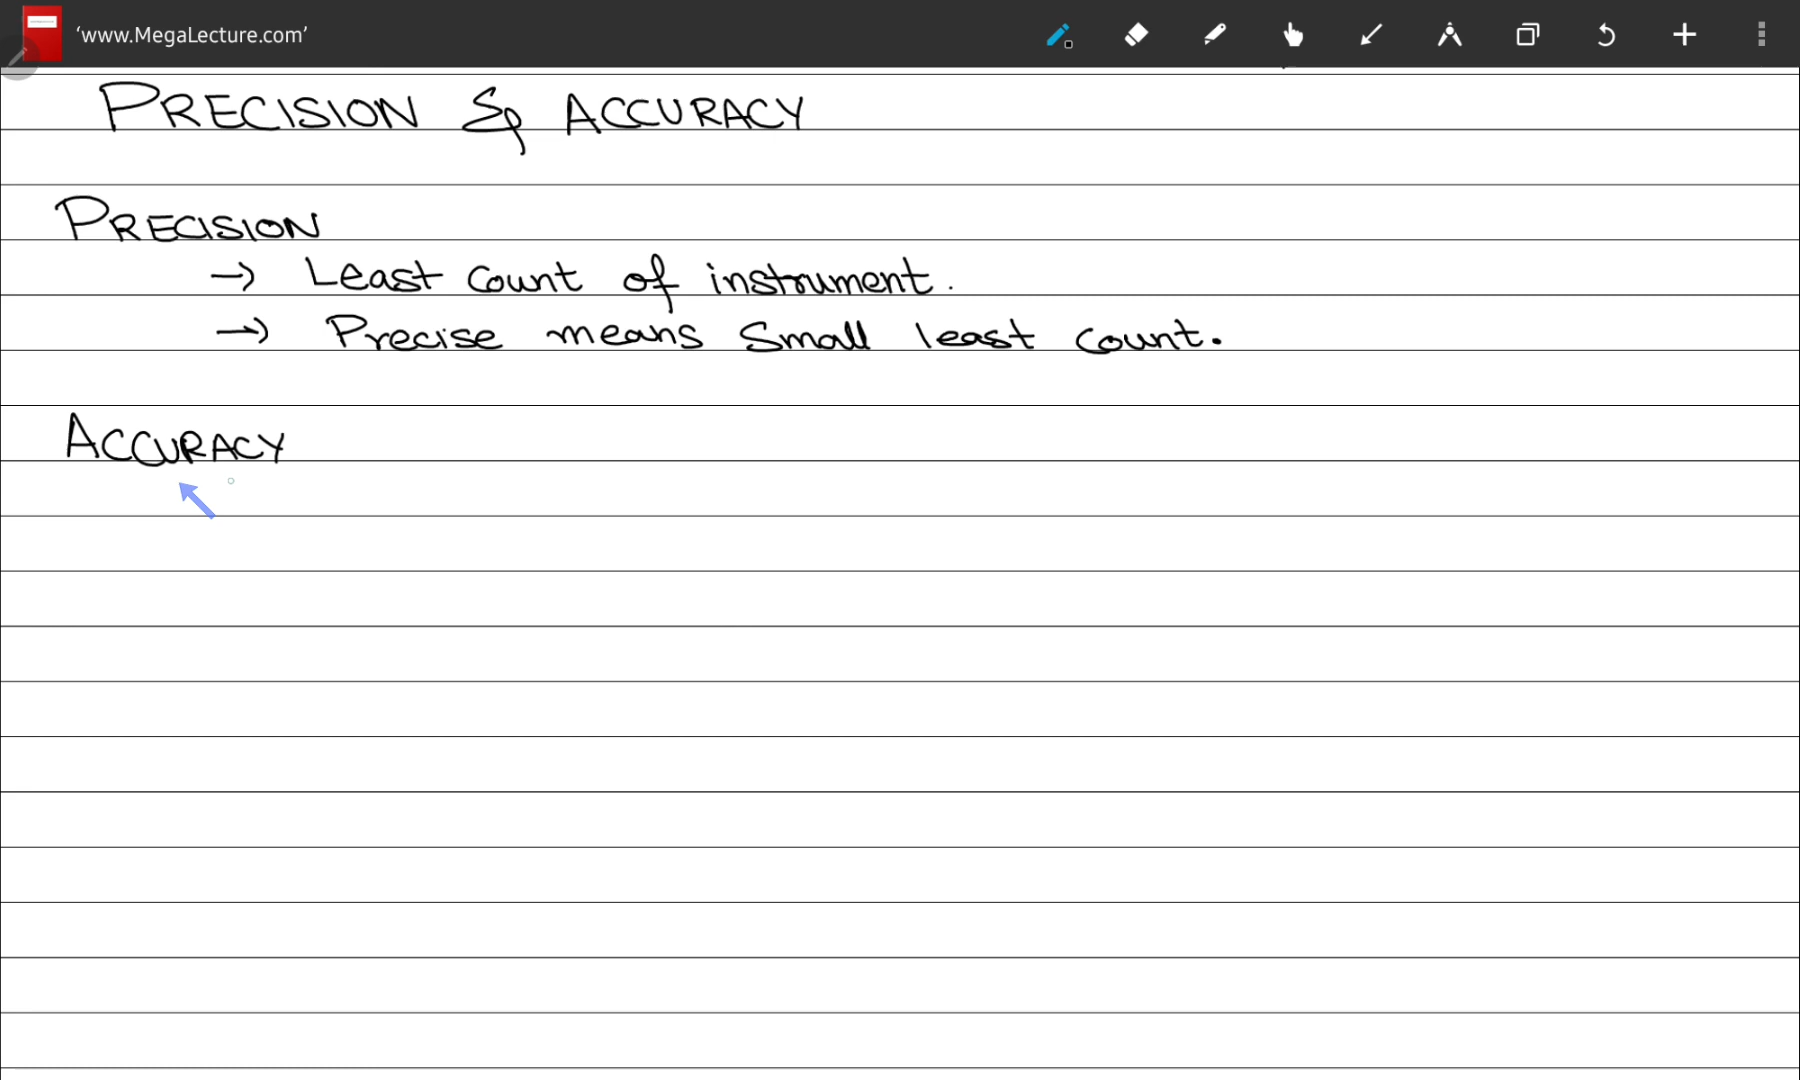 ‘www.MegaLecture.com’
PRECISION & ACCURACY
PRECISION
→ Least count of instrument.
→ Precise means small least count.
ACCURACY